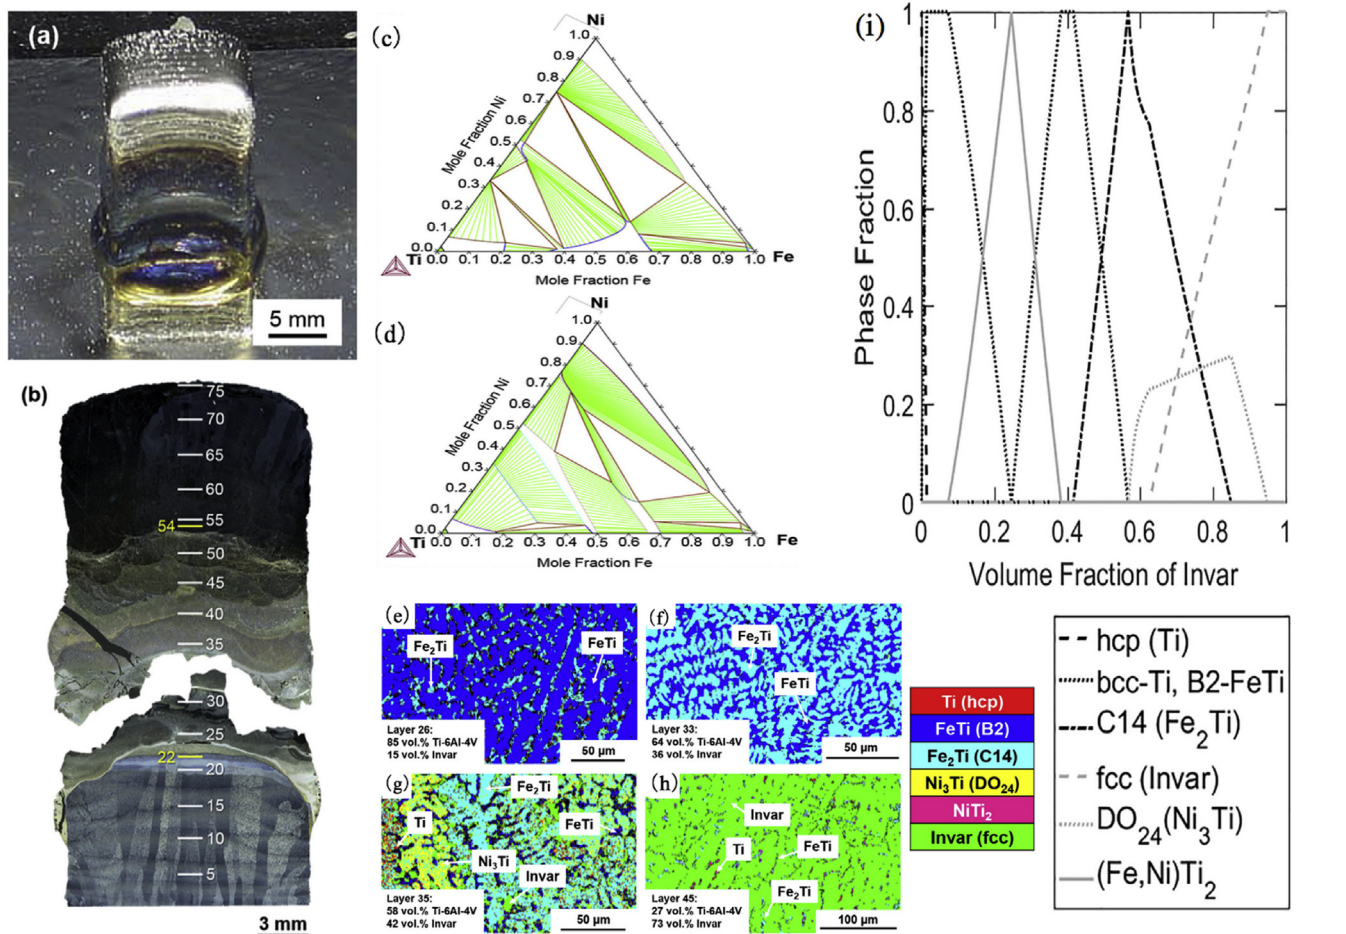 (a)
5 mm
(b)
75
70
65
60
55
54
50
45
40
35
30
25
22
20
15
10
5
3 mm
(c)
Ni
1.0
0.9
0.8
0.7
0.6
0.5
0.4
0.3
0.2
0.1
0.0
Mole Fraction Ni
Ti
0.0 0.1 0.2 0.3 0.4 0.5 0.6 0.7 0.8 0.9 1.0
Fe
Mole Fraction Fe
(d)
Ni
1.0
0.9
0.8
0.7
0.6
0.5
0.4
0.3
0.2
0.1
0.0
Mole Fraction Ni
Ti
0.0 0.1 0.2 0.3 0.4 0.5 0.6 0.7 0.8 0.9 1.0
Fe
Mole Fraction Fe
(e)
Fe₂Ti
FeTi
Layer 26:
85 vol.% Ti-6Al-4V
15 vol.% Invar
50 µm
(f)
Fe₂Ti
FeTi
Layer 33:
64 vol.% Ti-6Al-4V
36 vol.% Invar
50 µm
(g)
Fe₂Ti
Ti
FeTi
Ni₃Ti
Invar
Layer 35:
58 vol.% Ti-6Al-4V
42 vol.% Invar
50 µm
(h)
Invar
Ti
FeTi
Fe₂Ti
Layer 45:
27 vol.% Ti-6Al-4V
73 vol.% Invar
100 µm
Ti (hcp)
FeTi (B2)
Fe₂Ti (C14)
Ni₃Ti (DO₂₄)
NiTi₂
Invar (fcc)
(i)
1
0.8
0.6
0.4
0.2
0
Phase Fraction
0 0.2 0.4 0.6 0.8 1
Volume Fraction of Invar
hcp (Ti)
bcc-Ti, B2-FeTi
C14 (Fe₂Ti)
fcc (Invar)
DO₂₄(Ni₃Ti)
(Fe,Ni)Ti₂